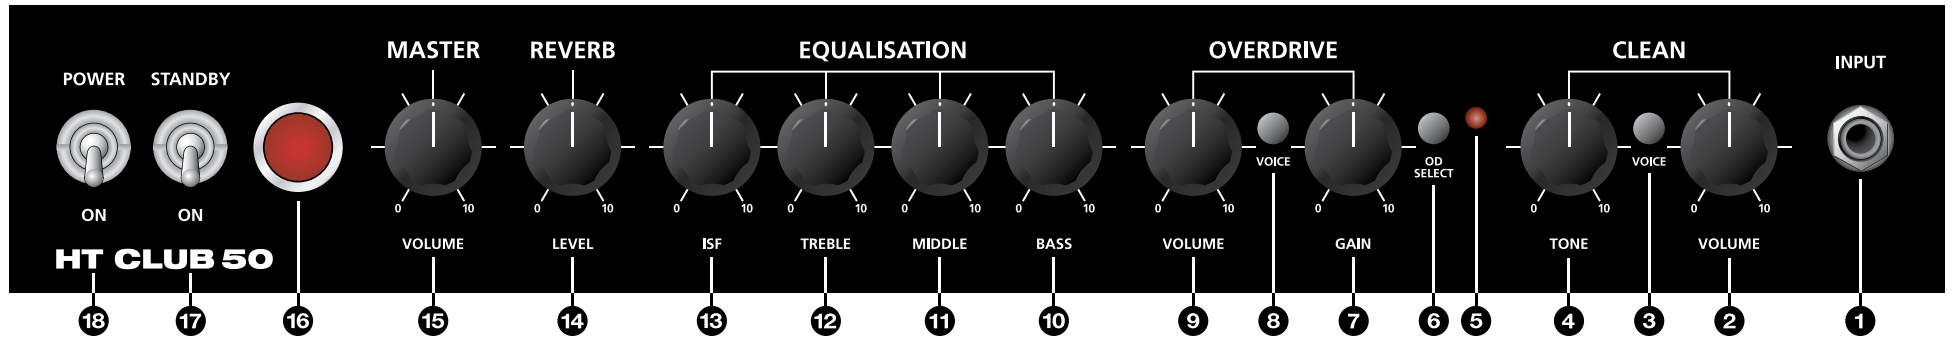 MASTER REVERB EQUALISATION OVERDRIVE CLEAN
POWER STANDBY INPUT
VOICE OD SELECT VOICE
0 10 0 10 0 10 0 10 0 10 0 10 0 10 0 10 0 10 0 10
ON ON
VOLUME LEVEL ISF TREBLE MIDDLE BASS VOLUME GAIN TONE VOLUME
HT CLUB 50
18 17 16 15 14 13 12 11 10 9 8 7 6 5 4 3 2 1